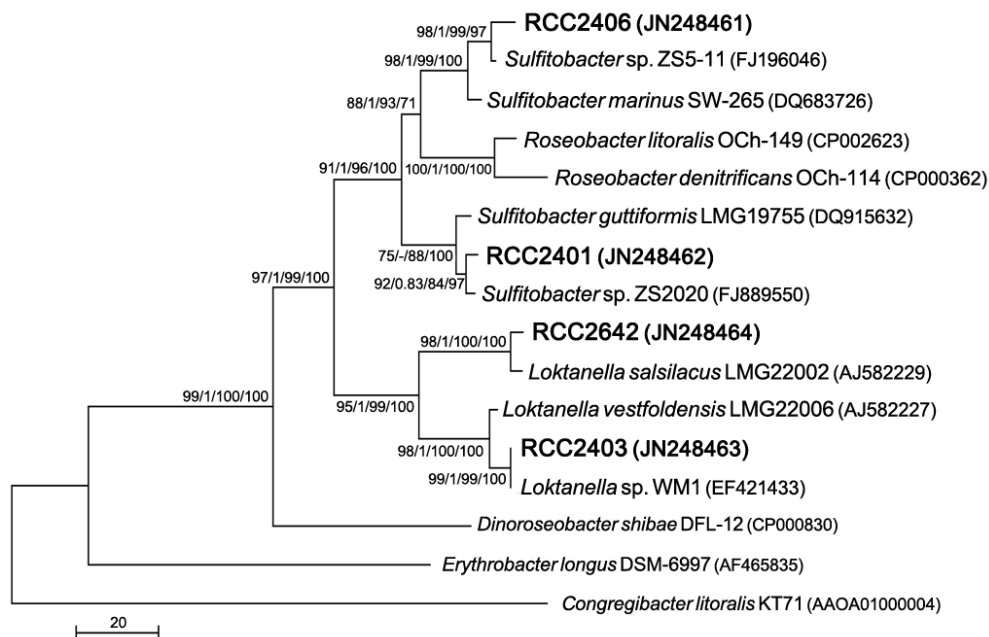 98/1/99/97
RCC2406 (JN248461)
98/1/99/100
Sulfitobacter sp. ZS5-11 (FJ196046)
88/1/93/71
Sulfitobacter marinus SW-265 (DQ683726)
Roseobacter litoralis OCh-149 (CP002623)
91/1/96/100
100/1/100/100
Roseobacter denitrificans OCh-114 (CP000362)
Sulfitobacter guttiformis LMG19755 (DQ915632)
75/-/88/100
RCC2401 (JN248462)
97/1/99/100
92/0.83/84/97
Sulfitobacter sp. ZS2020 (FJ889550)
RCC2642 (JN248464)
98/1/100/100
Loktanella salsilacus LMG22002 (AJ582229)
99/1/100/100
95/1/99/100
Loktanella vestfoldensis LMG22006 (AJ582227)
98/1/100/100
RCC2403 (JN248463)
99/1/99/100
Loktanella sp. WM1 (EF421433)
Dinoroseobacter shibae DFL-12 (CP000830)
Erythrobacter longus DSM-6997 (AF465835)
Congregibacter litoralis KT71 (AAOA01000004)
20